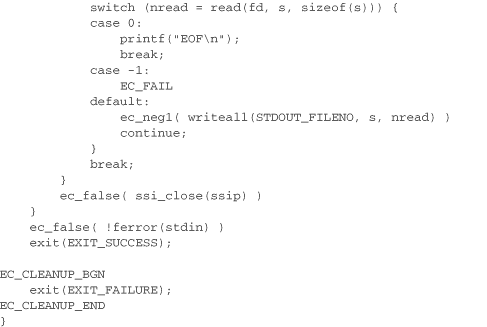 switch (nread = read(fd, s, sizeof(s))) {
            case 0:
                printf("EOF\n");
                break;
            case -1:
                EC_FAIL
            default:
                ec_neg1( writeall(STDOUT_FILENO, s, nread) )
                continue;
            }
            break;
        }
        ec_false( ssi_close(ssip) )
    }
    ec_false( !ferror(stdin) )
    exit(EXIT_SUCCESS);

EC_CLEANUP_BGN
    exit(EXIT_FAILURE);
EC_CLEANUP_END
}